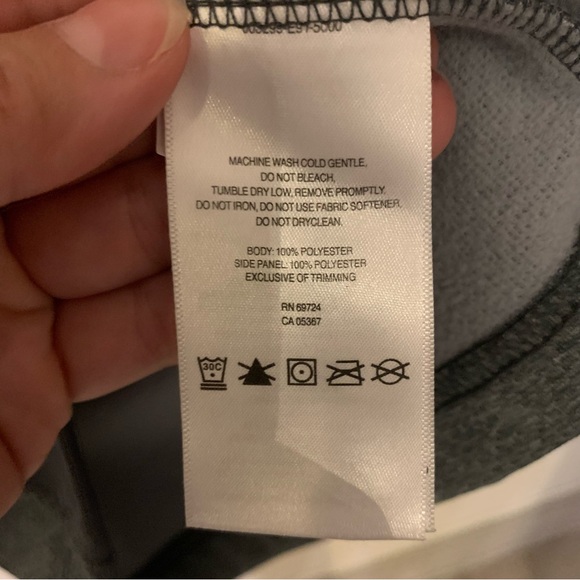 MACHINE WASH COLD GENTLE.
DO NOT BLEACH.
TUMBLE DRY LOW, REMOVE PROMPTLY.
DO NOT IRON, DO NOT USE FABRIC SOFTENER.
DO NOT DRYCLEAN.
BODY: 100% POLYESTER
SIDE PANEL: 100% POLYESTER
EXCLUSIVE OF TRIMMING
RN 69724
CA 05367
30C